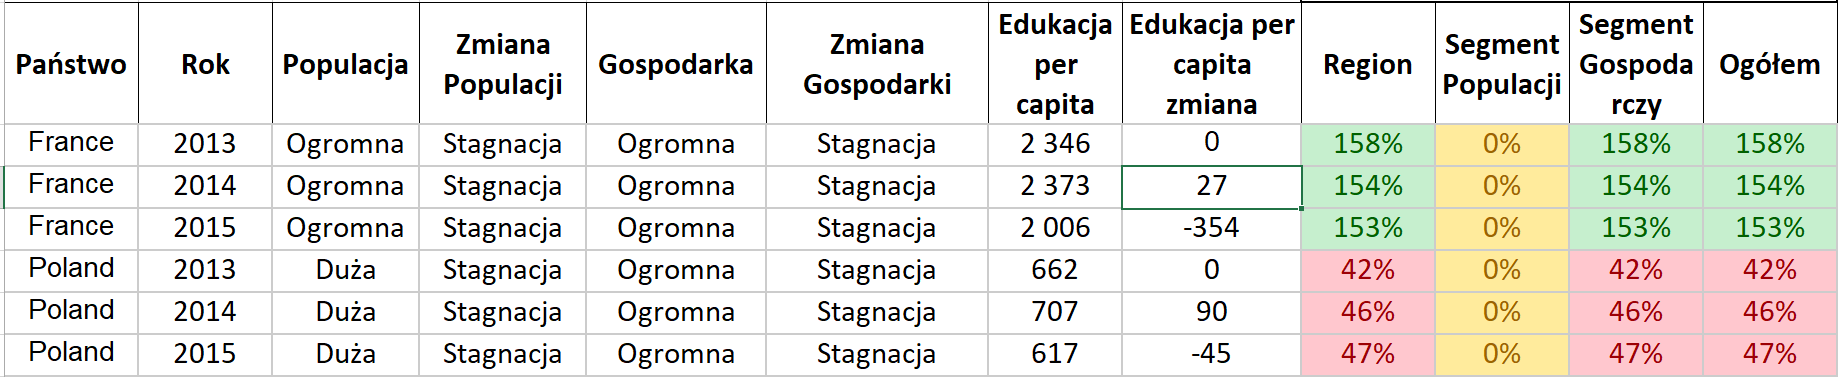 Państwo Rok Populacja Zmiana Populacji Gospodarka Zmiana Gospodarki Edukacja per capita Edukacja per capita zmiana Region Segment Populacji Segment Gospoda rczy Ogółem
France 2013 Ogromna Stagnacja Ogromna Stagnacja 2 346 0 158% 0% 158% 158%
France 2014 Ogromna Stagnacja Ogromna Stagnacja 2 373 27 154% 0% 154% 154%
France 2015 Ogromna Stagnacja Ogromna Stagnacja 2 006 -354 153% 0% 153% 153%
Poland 2013 Duża Stagnacja Ogromna Stagnacja 662 0 42% 0% 42% 42%
Poland 2014 Duża Stagnacja Ogromna Stagnacja 707 90 46% 0% 46% 46%
Poland 2015 Duża Stagnacja Ogromna Stagnacja 617 -45 47% 0% 47% 47%